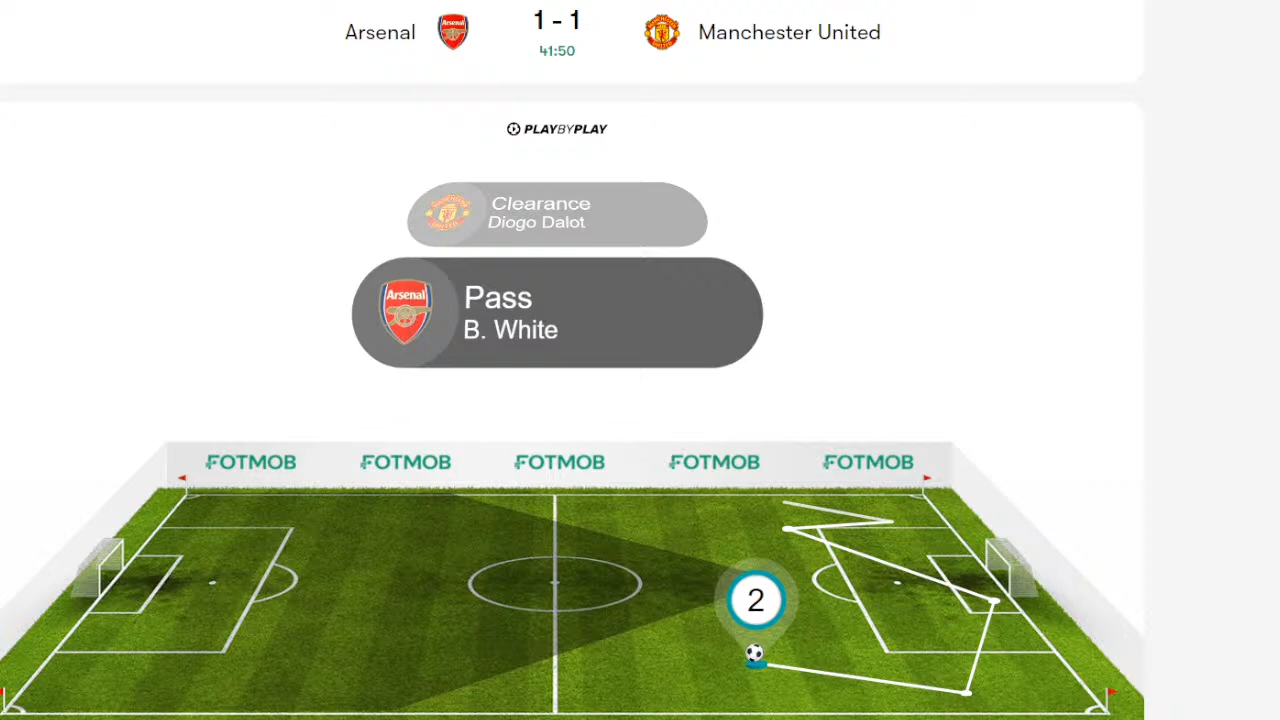 Arsenal 1 - 1 Manchester United
41:50
PLAYBYPLAY
Clearance
Diogo Dalot
Arsenal
Pass
B. White
FOTMOB FOTMOB FOTMOB FOTMOB FOTMOB
2